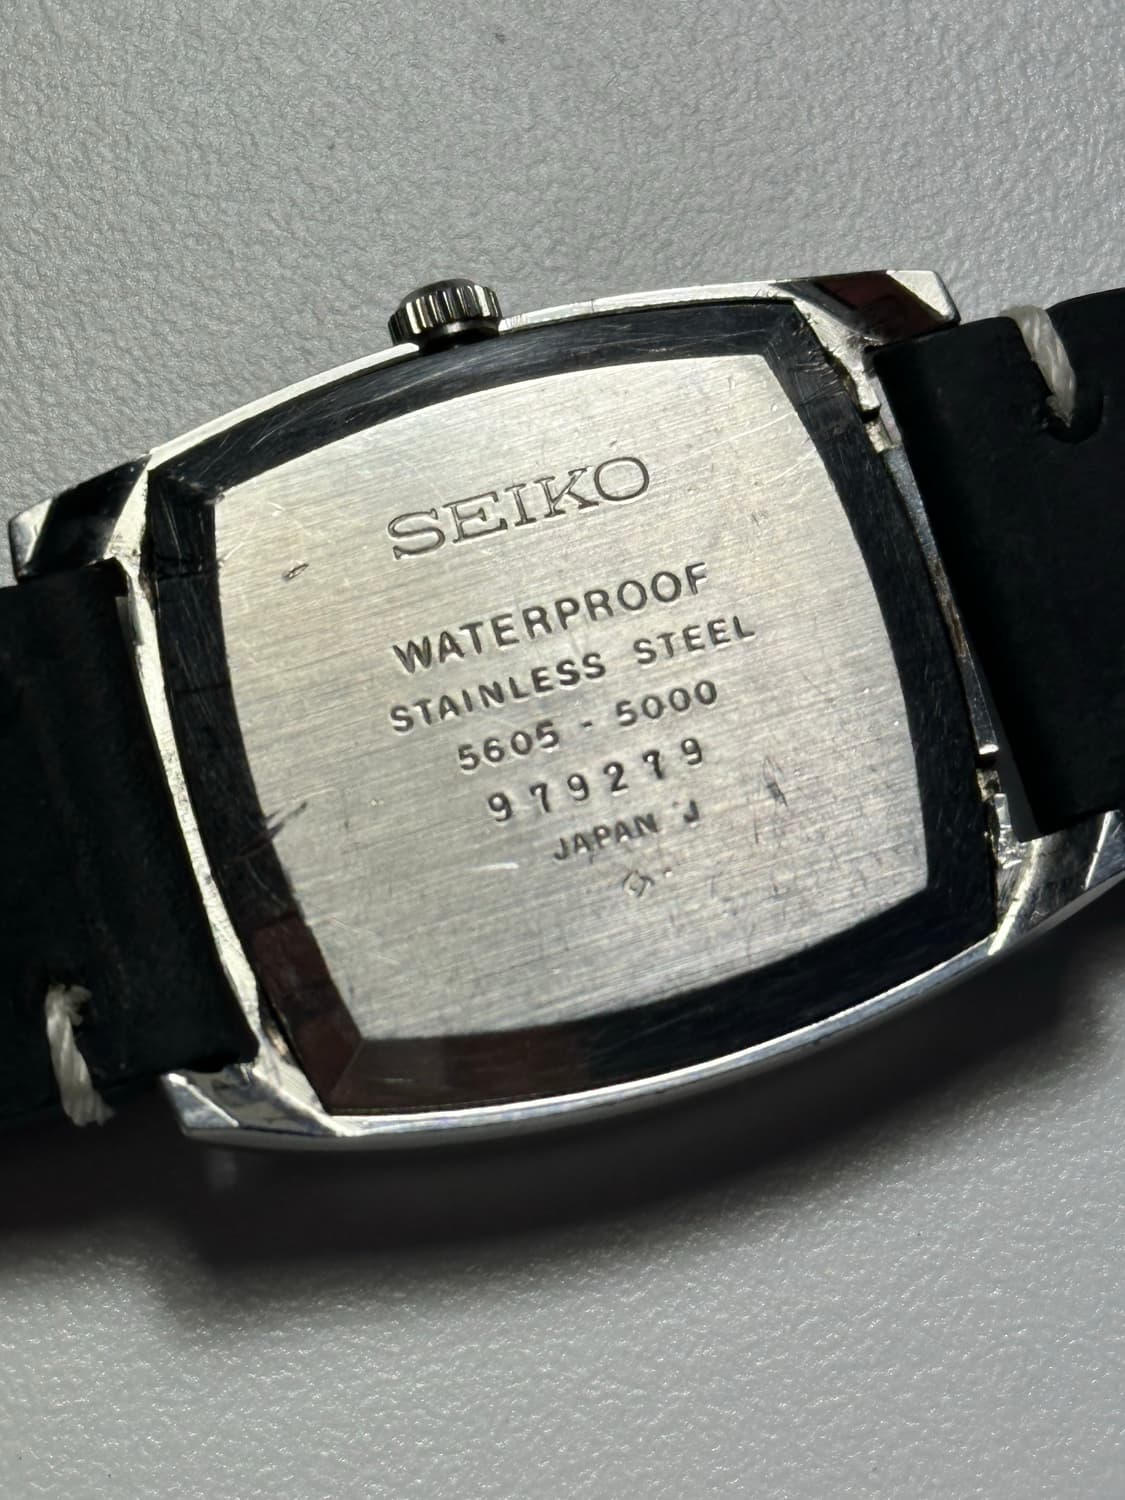 SEIKO
WATERPROOF
STAINLESS STEEL
5605-5000
979279
JAPAN J